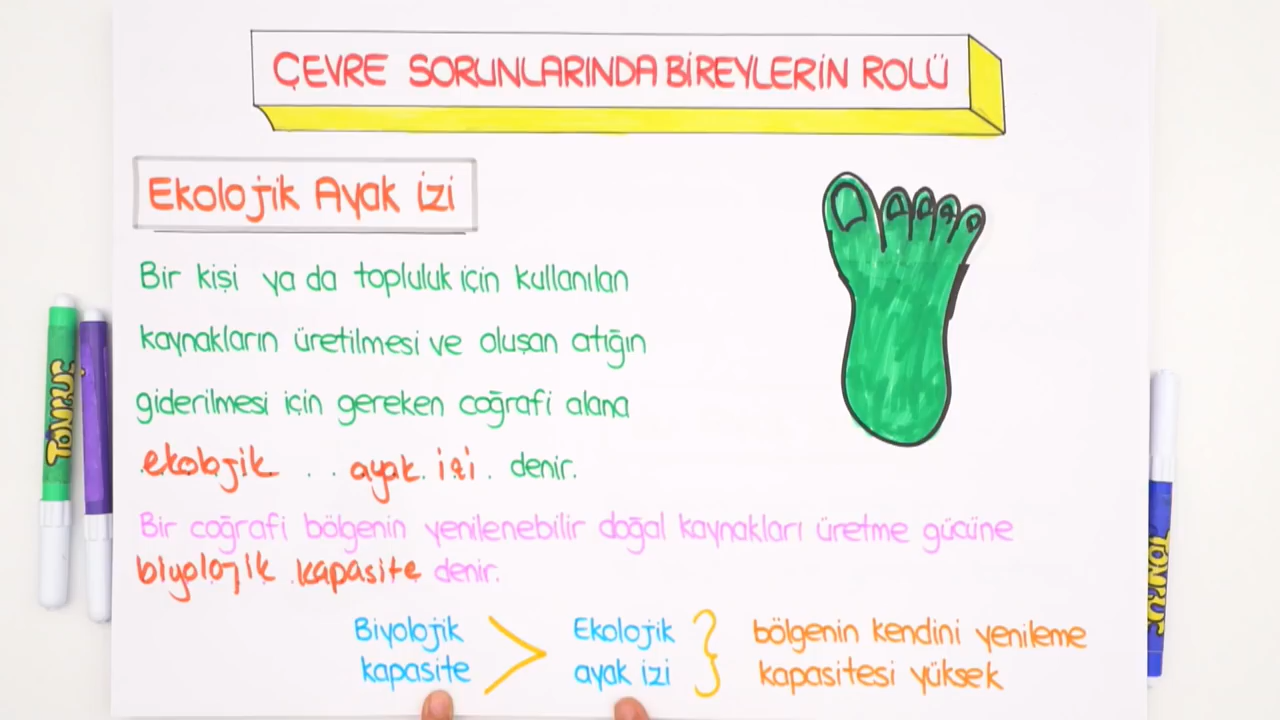 ÇEVRE SORUNLARINDA BİREYLERİN ROLÜ
Ekolojik Ayak İzi
Bir kişi ya da topluluk için kullanılan
kaynakların üretilmesi ve oluşan atığın
giderilmesi için gereken coğrafi alana
ekolojik ayak izi denir.
Bir coğrafi bölgenin yenilenebilir doğal kaynakları üretme gücüne
biyolojik kapasite denir.
Biyolojik kapasite > Ekolojik ayak izi } bölgenin kendini yenileme kapasitesi yüksek
TOMBUŞ
TOMBUŞ